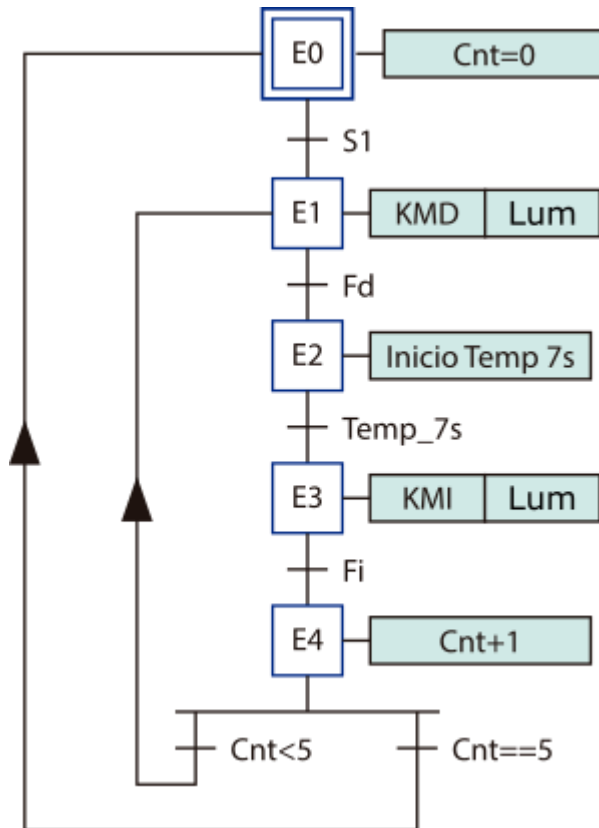 E0 Cnt=0
S1
E1 KMD Lum
Fd
E2 Inicio Temp 7s
Temp_7s
E3 KMI Lum
Fi
E4 Cnt+1
Cnt<5 Cnt==5